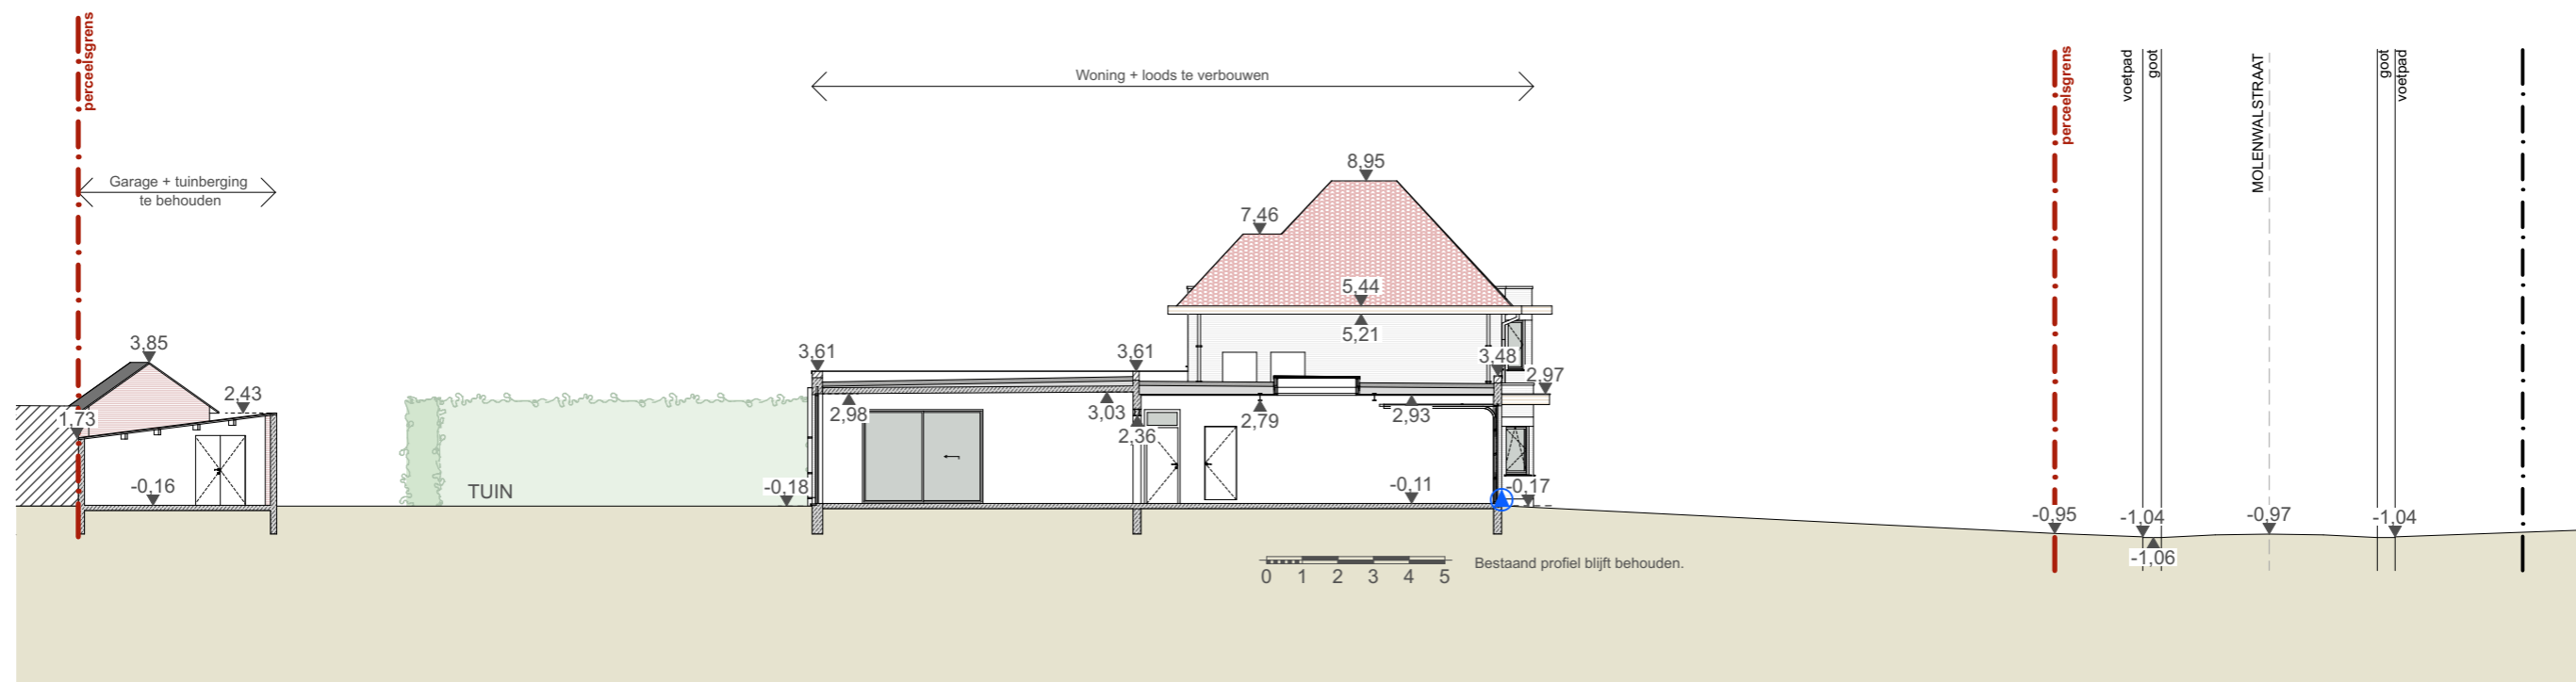 perceelsgrens
Woning + loods te verbouwen
perceelsgrens
voetpad
goot
MOLENWALSTRAAT
goot
voetpad
Garage + tuinberging
te behouden
8,95
7,46
5,44
5,21
3,85
3,61
3,61
3,48
2,97
2,43
1,73
2,98
3,03
2,36
2,79
2,93
-0,16
TUIN
-0,18
-0,11
-0,17
-0,95
-1,04
-1,06
-0,97
-1,04
0 1 2 3 4 5
Bestaand profiel blijft behouden.